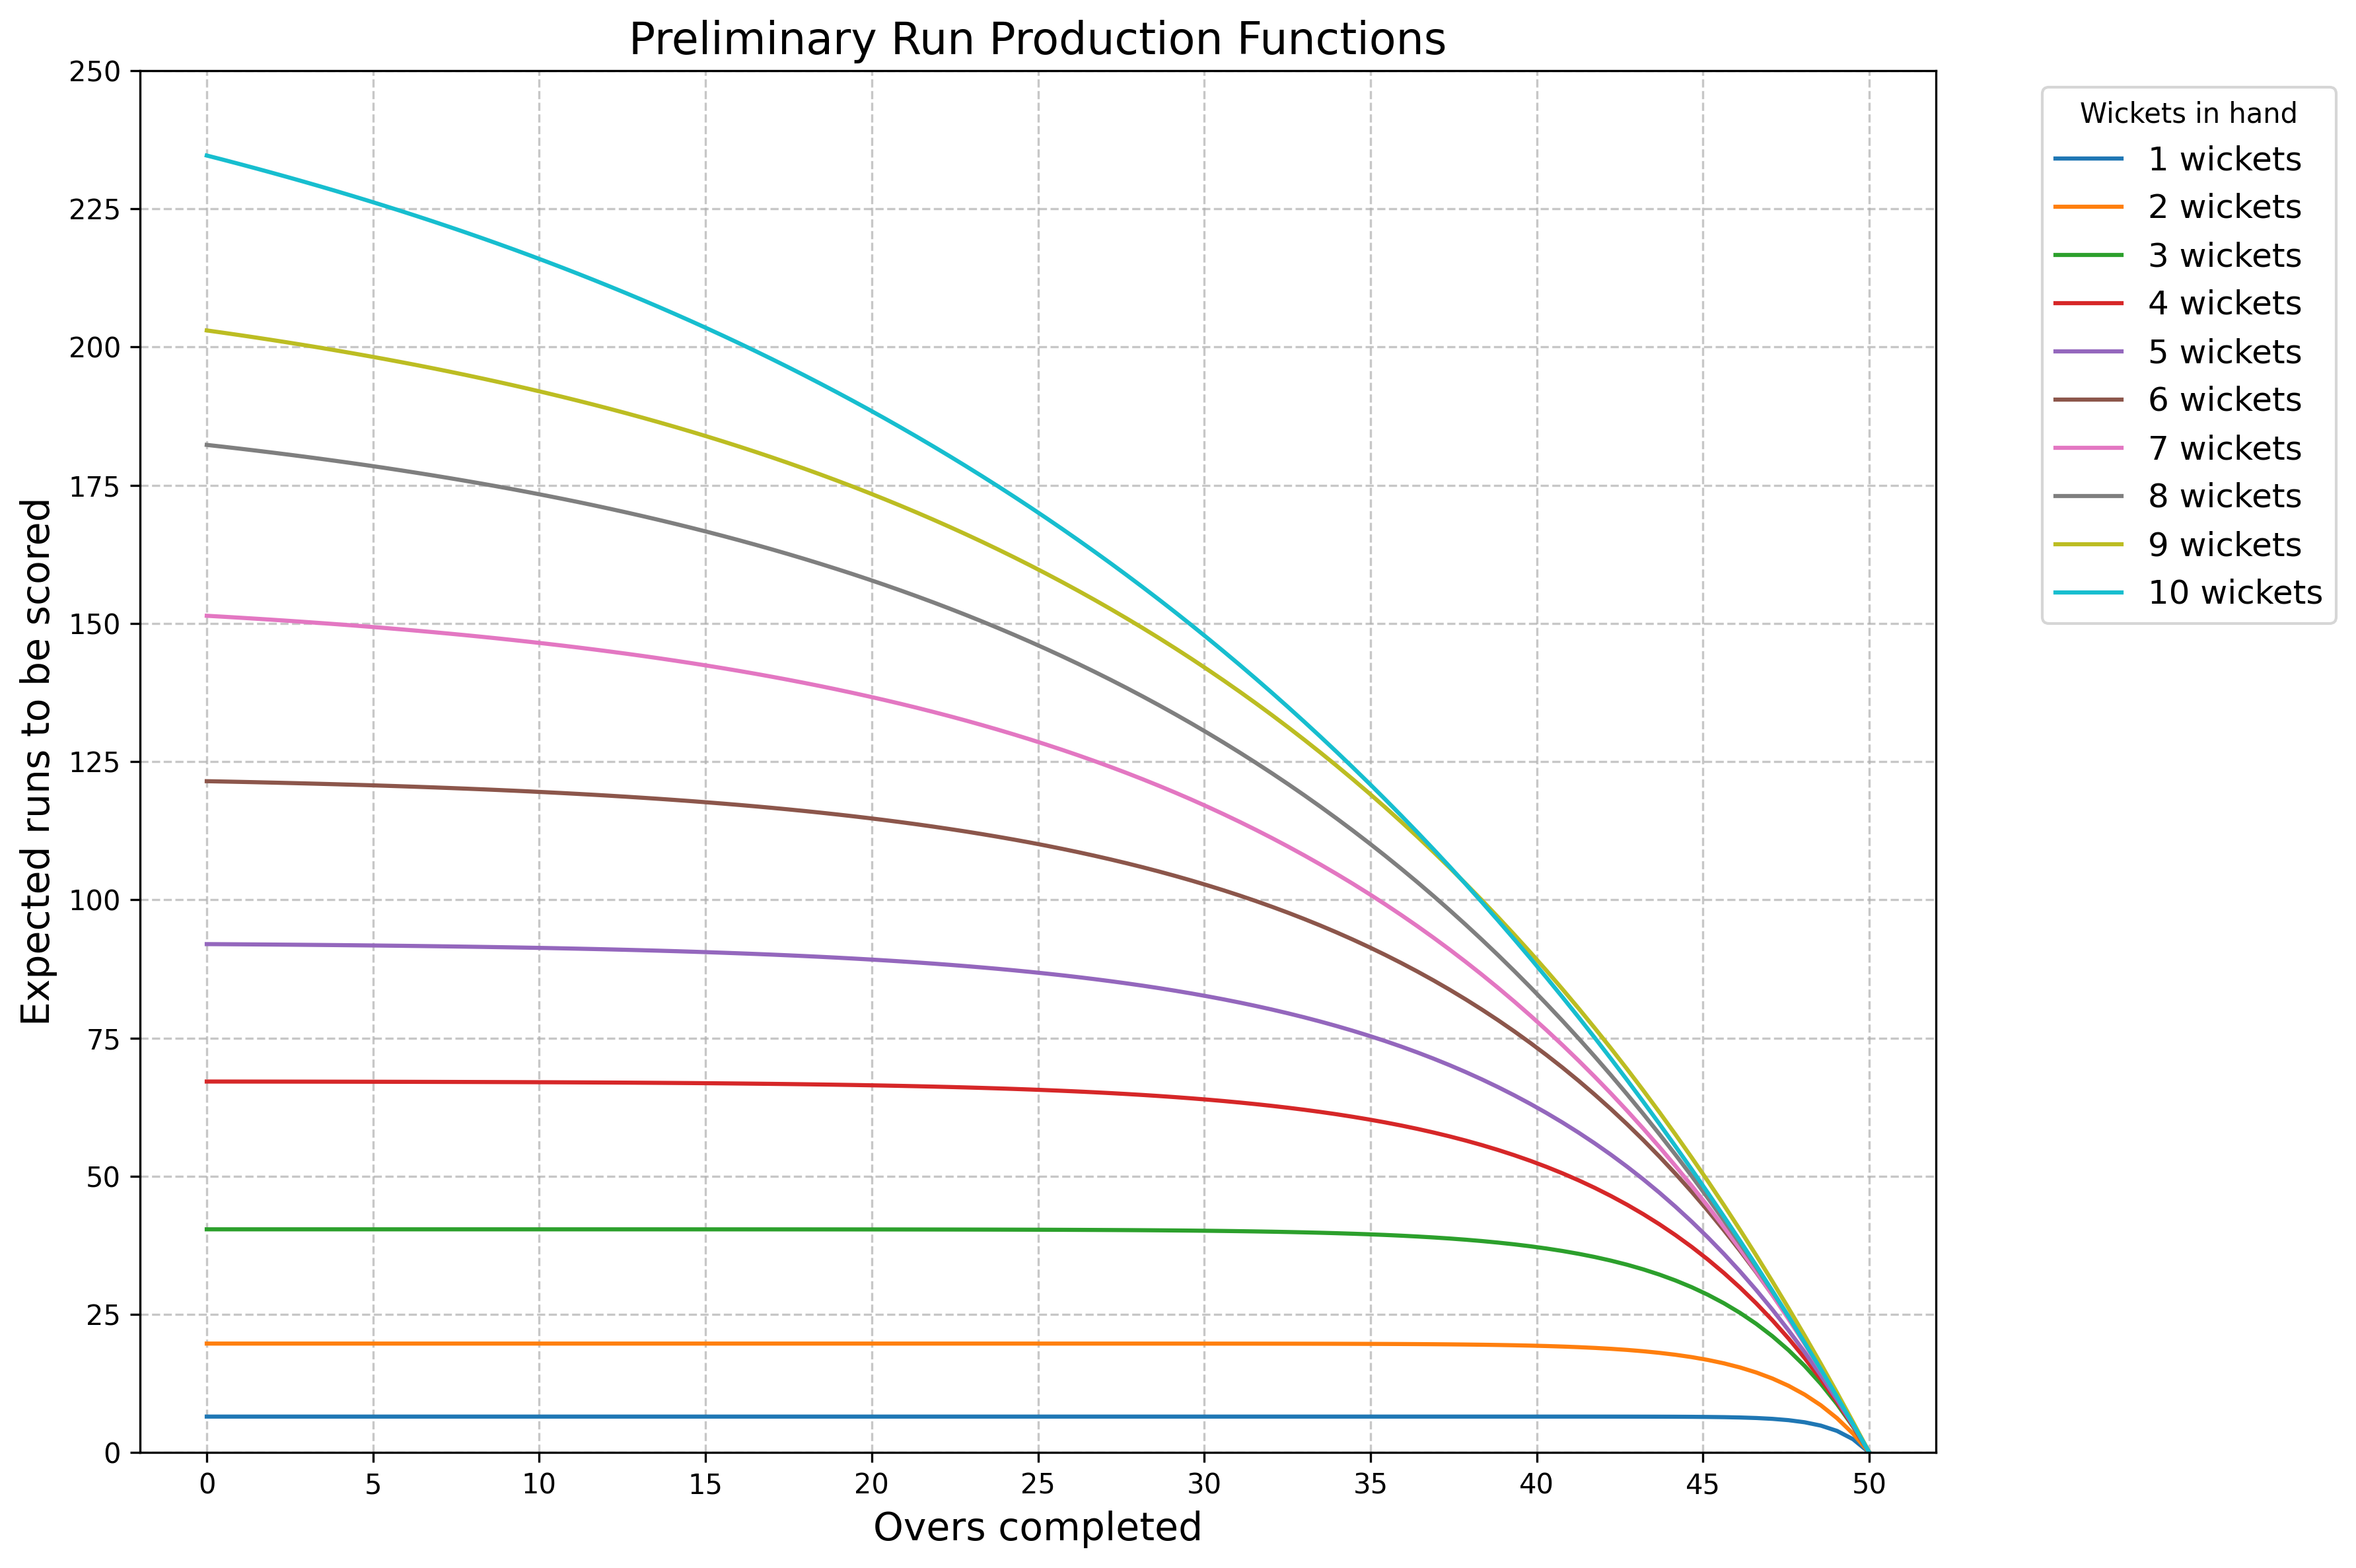 Preliminary Run Production Functions
Expected runs to be scored
250
225
200
175
150
125
100
75
50
25
0
0 5 10 15 20 25 30 35 40 45 50
Overs completed
Wickets in hand
1 wickets
2 wickets
3 wickets
4 wickets
5 wickets
6 wickets
7 wickets
8 wickets
9 wickets
10 wickets